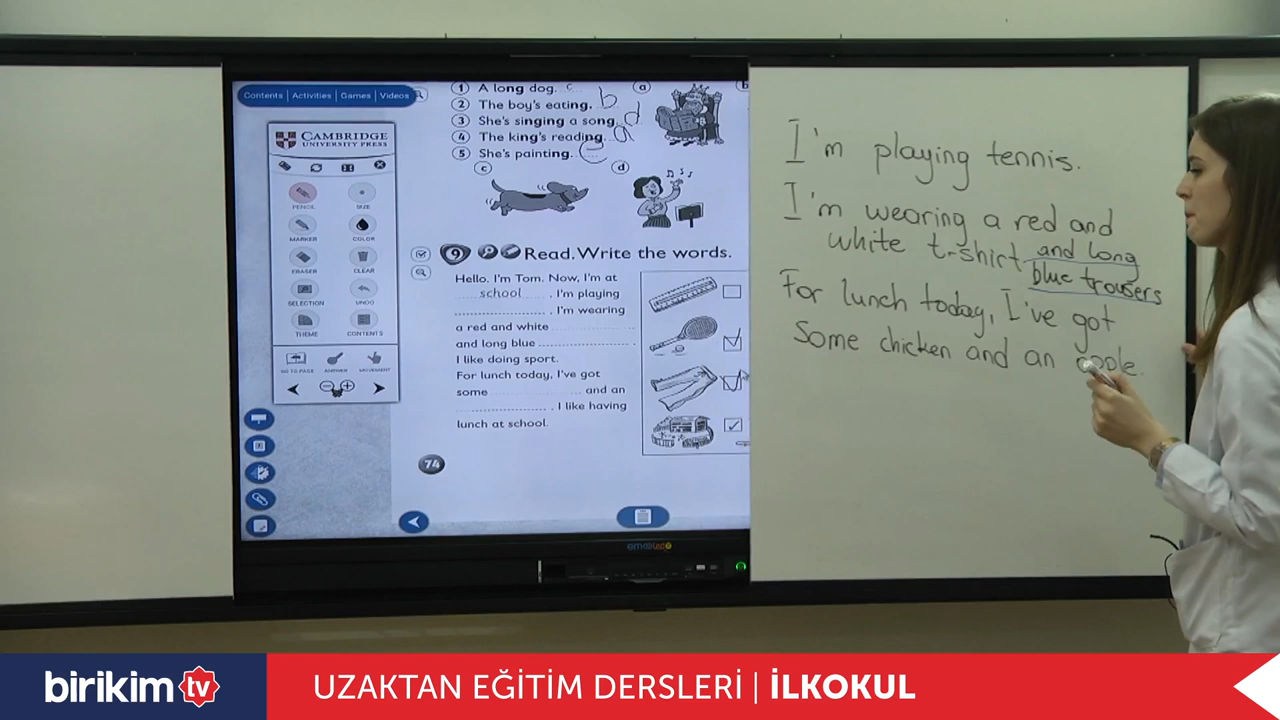 Contents | Activities | Games | Videos
CAMBRIDGE
UNIVERSITY PRESS
PENCIL
SIZE
MARKER
COLOR
ERASER
CLEAR
SELECTION
UNDO
THEME
CONTENTS
GO TO PAGE
ANSWER
MOVEMENT
1 A long dog. c
2 The boy's eating. b
3 She's singing a song. d
4 The king's reading. a
5 She's painting. e
a
b
c
d
9 Read. Write the words.
Hello. I'm Tom. Now, I'm at
school . I'm playing
. I'm wearing
a red and white
and long blue .
I like doing sport.
For lunch today, I've got
some and an
. I like having
lunch at school.
74
I'm playing tennis.
I'm wearing a red and
white t-shirt and long
blue trousers
For lunch today, I've got
Some chicken and an apple.
birikim tv
UZAKTAN EĞİTİM DERSLERİ | İLKOKUL